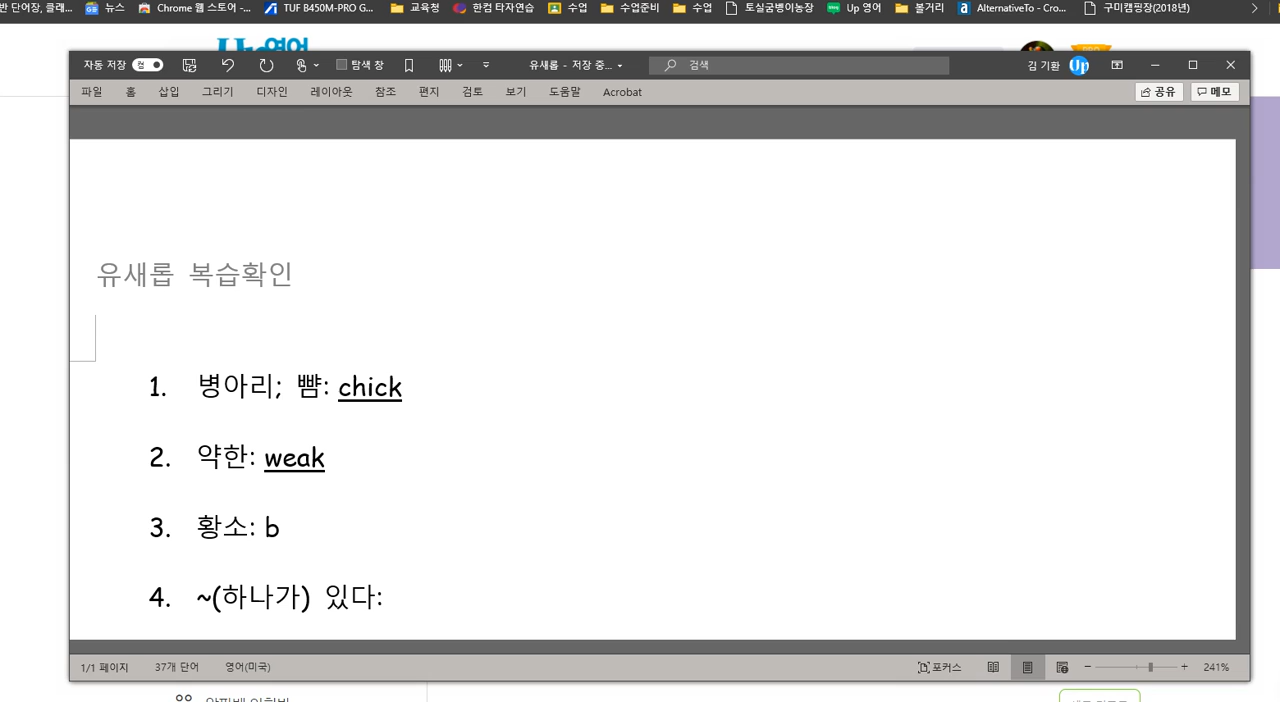 반 단어장, 클래... 뉴스 Chrome 웹 스토어 -... TUF B450M-PRO G... 교육청 한컴 타자연습 수업 수업준비 수업 토실굼벵이농장 Up 영어 볼거리 AlternativeTo - Cro... 구미캠핑장(2018년)
자동 저장 컴 탐색 창 유새롭 - 저장 중... 검색 김 기환 Up
파일 홈 삽입 그리기 디자인 레이아웃 참조 편지 검토 보기 도움말 Acrobat 공유 메모
유새롭 복습확인
1. 병아리; 뺨: chick
2. 약한: weak
3. 황소: b
4. ~(하나가) 있다:
1/1 페이지 37개 단어 영어(미국) 포커스 241%